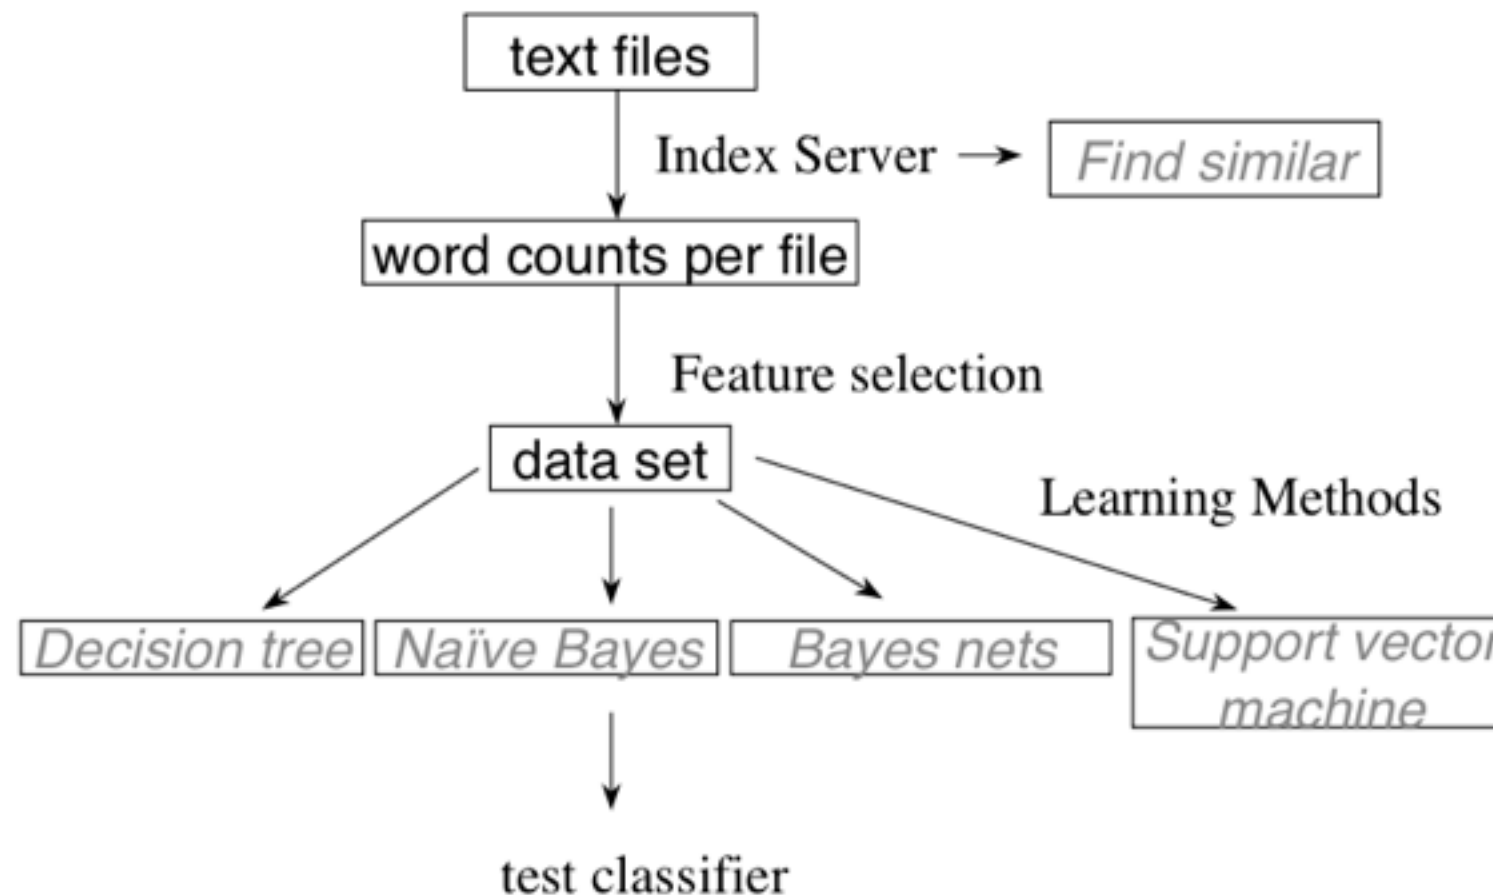 text files
Index Server
Find similar
word counts per file
Feature selection
data set
Learning Methods
Decision tree
Naïve Bayes
Bayes nets
Support vector
machine
test classifier